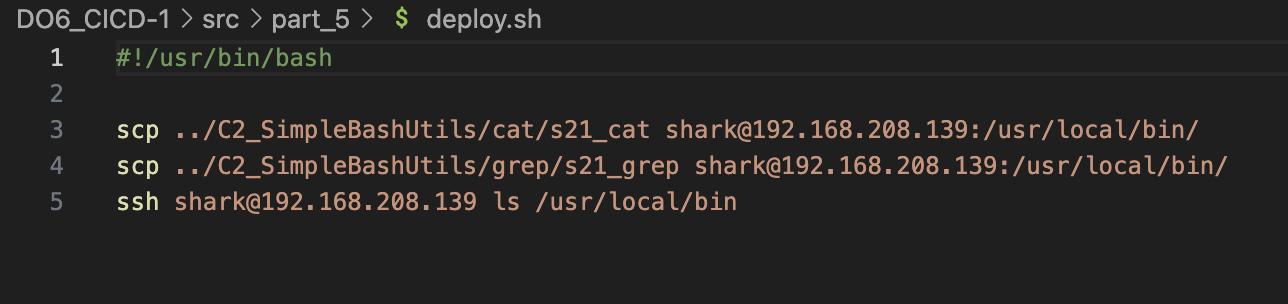 DO6_CICD-1 > src > part_5 > $ deploy.sh
1 #!/usr/bin/bash
2
3 scp ../C2_SimpleBashUtils/cat/s21_cat shark@192.168.208.139:/usr/local/bin/
4 scp ../C2_SimpleBashUtils/grep/s21_grep shark@192.168.208.139:/usr/local/bin/
5 ssh shark@192.168.208.139 ls /usr/local/bin